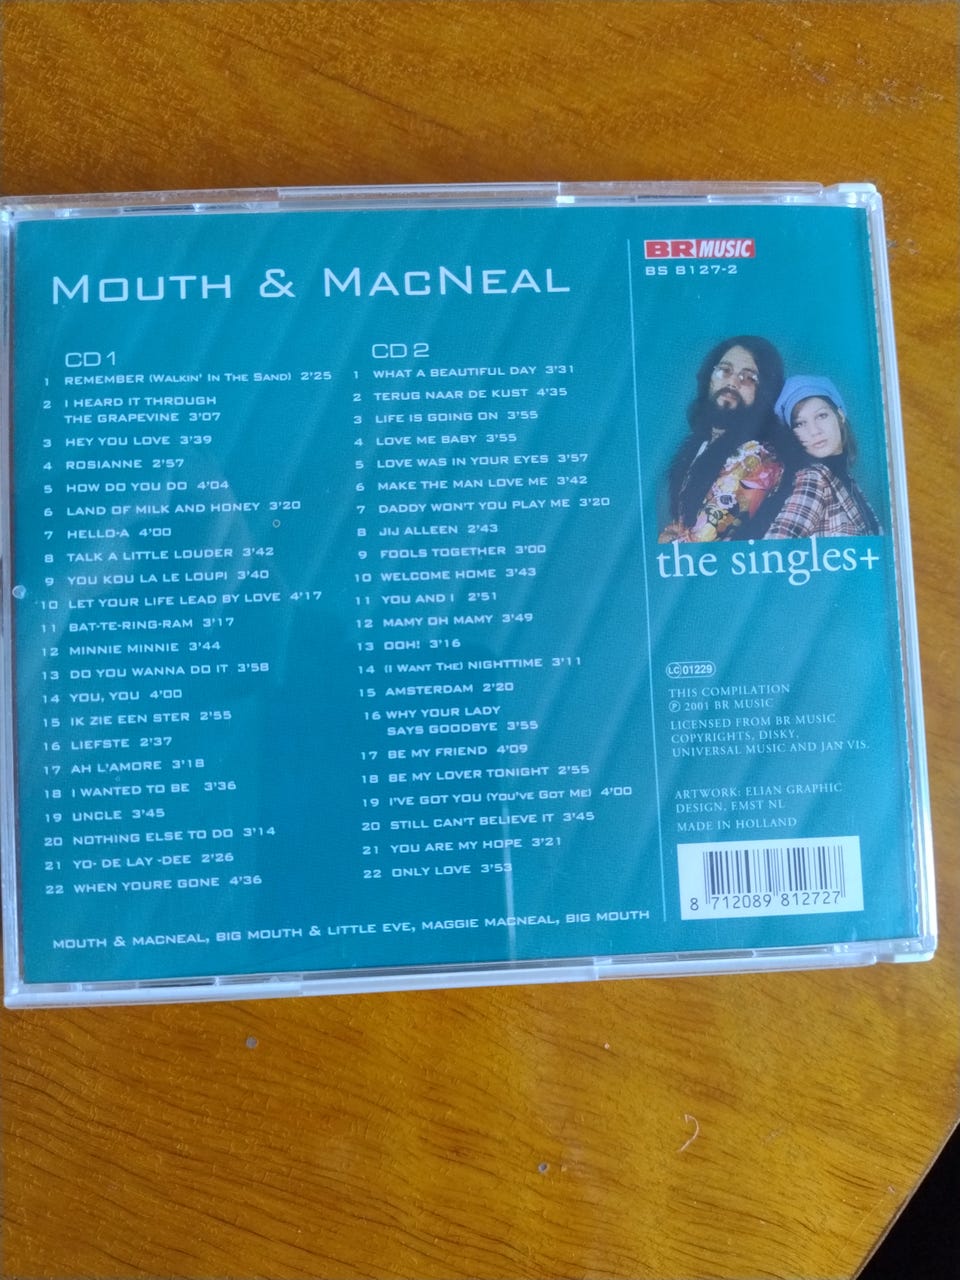 MOUTH & MACNEAL
CD 1
1 REMEMBER (WALKIN' IN THE SAND) 2'25
2 I HEARD IT THROUGH
THE GRAPEVINE 3'07
3 HEY YOU LOVE 3'39
4 ROSIANNE 2'57
5 HOW DO YOU DO 4'04
6 LAND OF MILK AND HONEY 3'20
7 HELLO-A 4'00
8 TALK A LITTLE LOUDER 3'42
9 YOU KOU LA LE LOUPI 3'40
10 LET YOUR LIFE LEAD BY LOVE 4'17
11 BAT-TE-RING-RAM 3'17
12 MINNIE MINNIE 3'44
13 DO YOU WANNA DO IT 3'58
14 YOU, YOU 4'00
15 IK ZIE EEN STER 2'55
16 LIEFSTE 2'37
17 AH L'AMORE 3'18
18 I WANTED TO BE 3'36
19 UNCLE 3'45
20 NOTHING ELSE TO DO 3'14
21 YO- DE LAY -DEE 2'26
22 WHEN YOURE GONE 4'36
CD 2
1 WHAT A BEAUTIFUL DAY 3'31
2 TERUG NAAR DE KUST 4'35
3 LIFE IS GOING ON 3'55
4 LOVE ME BABY 3'55
5 LOVE WAS IN YOUR EYES 3'57
6 MAKE THE MAN LOVE ME 3'42
7 DADDY WON'T YOU PLAY ME 3'20
8 JIJ ALLEEN 2'43
9 FOOLS TOGETHER 3'00
10 WELCOME HOME 3'43
11 YOU AND I 2'51
12 MAMY OH MAMY 3'49
13 OOH! 3'16
14 (I WANT THE) NIGHTTIME 3'11
15 AMSTERDAM 2'20
16 WHY YOUR LADY
SAYS GOODBYE 3'55
17 BE MY FRIEND 4'09
18 BE MY LOVER TONIGHT 2'55
19 I'VE GOT YOU (YOU'VE GOT ME) 4'00
20 STILL CAN'T BELIEVE IT 3'45
21 YOU ARE MY HOPE 3'21
22 ONLY LOVE 3'53
MOUTH & MACNEAL, BIG MOUTH & LITTLE EVE, MAGGIE MACNEAL, BIG MOUTH
BR MUSIC
BS 8127-2
the singles+
LC 01229
THIS COMPILATION
℗ 2001 BR MUSIC
LICENSED FROM BR MUSIC
COPYRIGHTS, DISKY,
UNIVERSAL MUSIC AND JAN VIS.
ARTWORK: ELIAN GRAPHIC
DESIGN, EMST NL
MADE IN HOLLAND
8 712089 812727